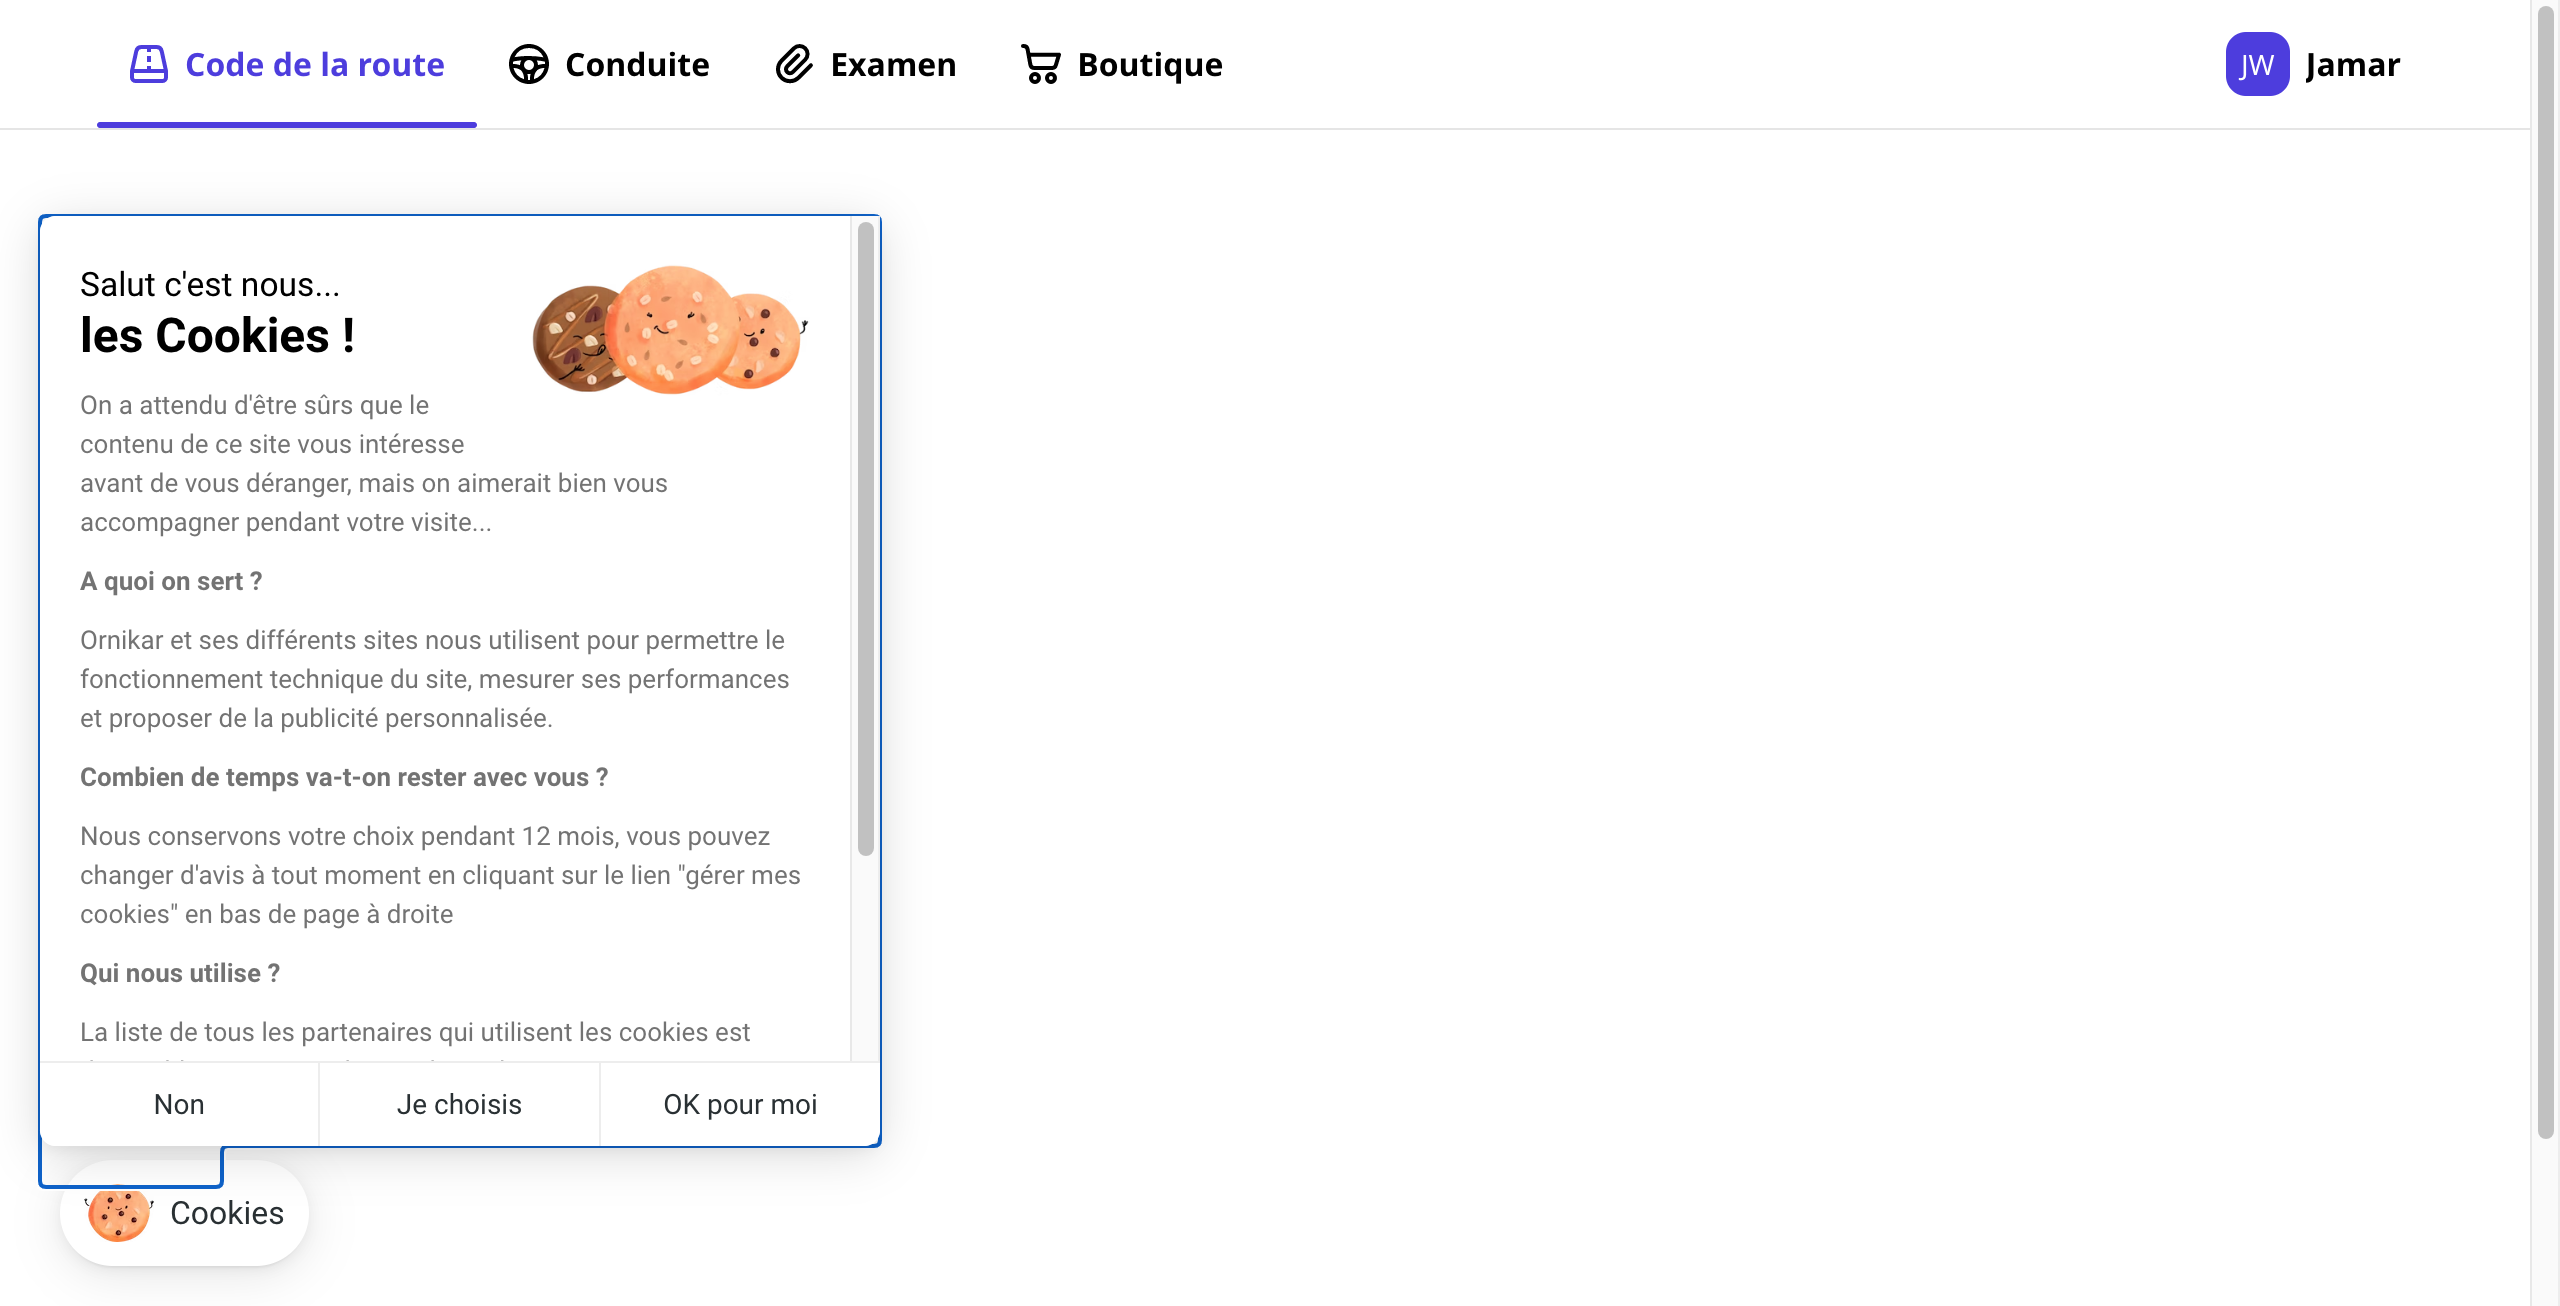 Code de la route
Conduite
Examen
Boutique
JW
Jamar
Salut c'est nous...
les Cookies !
On a attendu d'être sûrs que le
contenu de ce site vous intéresse
avant de vous déranger, mais on aimerait bien vous
accompagner pendant votre visite...
A quoi on sert ?
Ornikar et ses différents sites nous utilisent pour permettre le
fonctionnement technique du site, mesurer ses performances
et proposer de la publicité personnalisée.
Combien de temps va-t-on rester avec vous ?
Nous conservons votre choix pendant 12 mois, vous pouvez
changer d'avis à tout moment en cliquant sur le lien "gérer mes
cookies" en bas de page à droite
Qui nous utilise ?
La liste de tous les partenaires qui utilisent les cookies est
Non
Je choisis
OK pour moi
Cookies